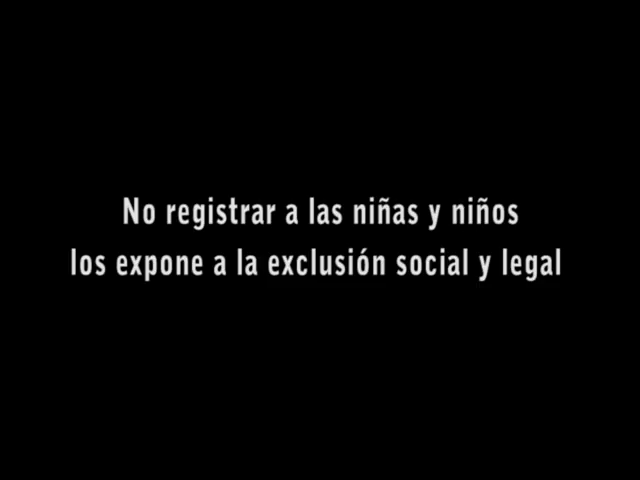 No registrar a las niñas y niños
los expone a la exclusión social y legal